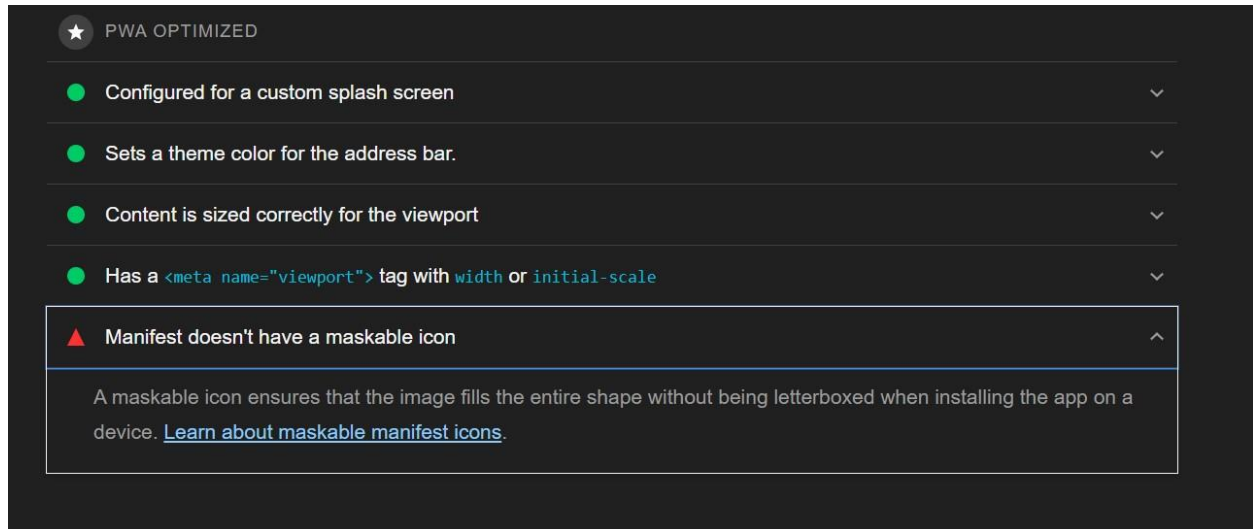 PWA OPTIMIZED
Configured for a custom splash screen
Sets a theme color for the address bar.
Content is sized correctly for the viewport
Has a <meta name="viewport"> tag with width or initial-scale
Manifest doesn't have a maskable icon
A maskable icon ensures that the image fills the entire shape without being letterboxed when installing the app on a
device. Learn about maskable manifest icons.